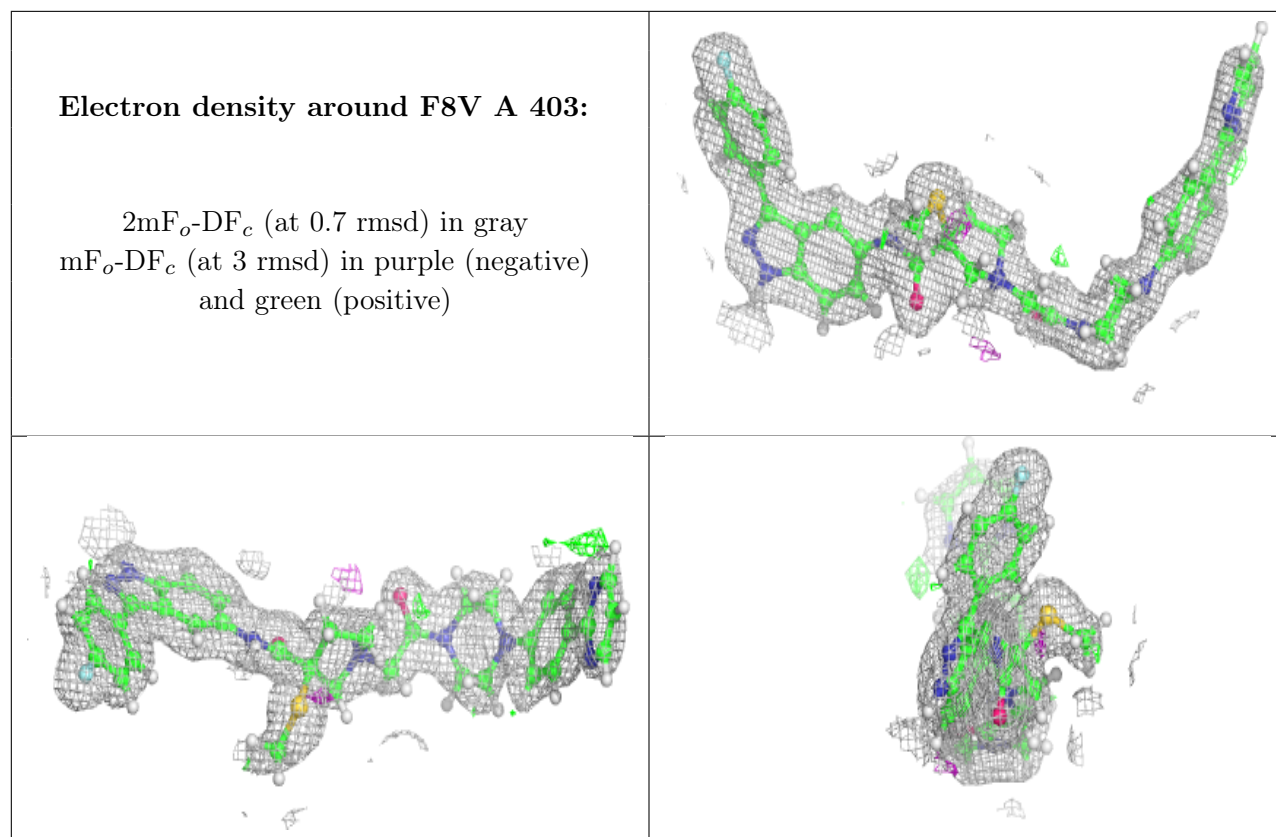 Electron density around F8V A 403:
2mFo-DFc (at 0.7 rmsd) in gray
mFo-DFc (at 3 rmsd) in purple (negative)
and green (positive)